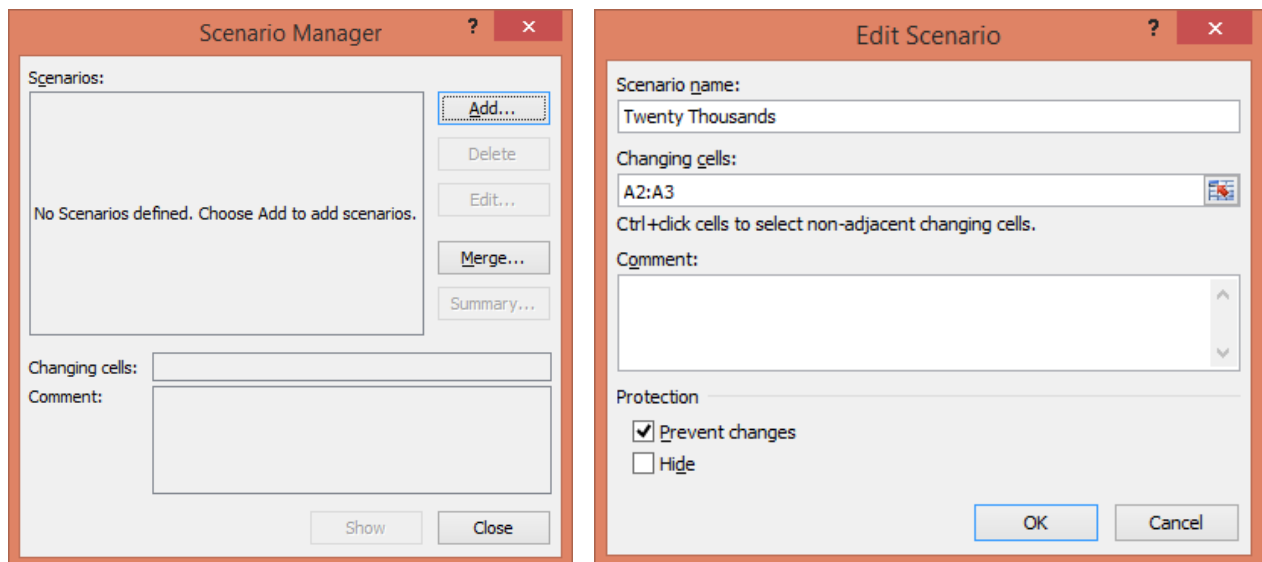 Scenario Manager
?
Scenarios:
No Scenarios defined. Choose Add to add scenarios.
Add...
Delete
Edit...
Merge...
Summary...
Changing cells:
Comment:
Show
Close
Edit Scenario
?
Scenario name:
Twenty Thousands
Changing cells:
A2:A3
Ctrl+click cells to select non-adjacent changing cells.
Comment:
Protection
Prevent changes
Hide
OK
Cancel